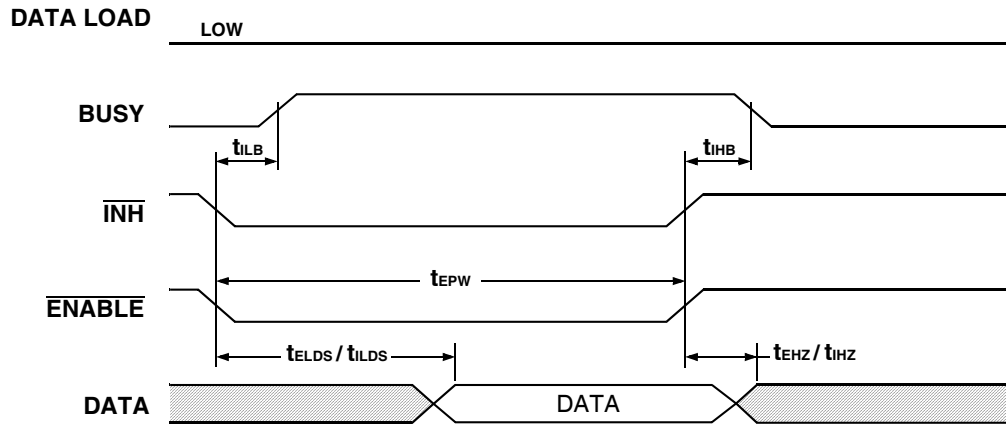 DATA LOAD LOW
BUSY
tILB tIHB
INH
tEPW
ENABLE
tELDS / tILDS tEHZ / tIHZ
DATA DATA